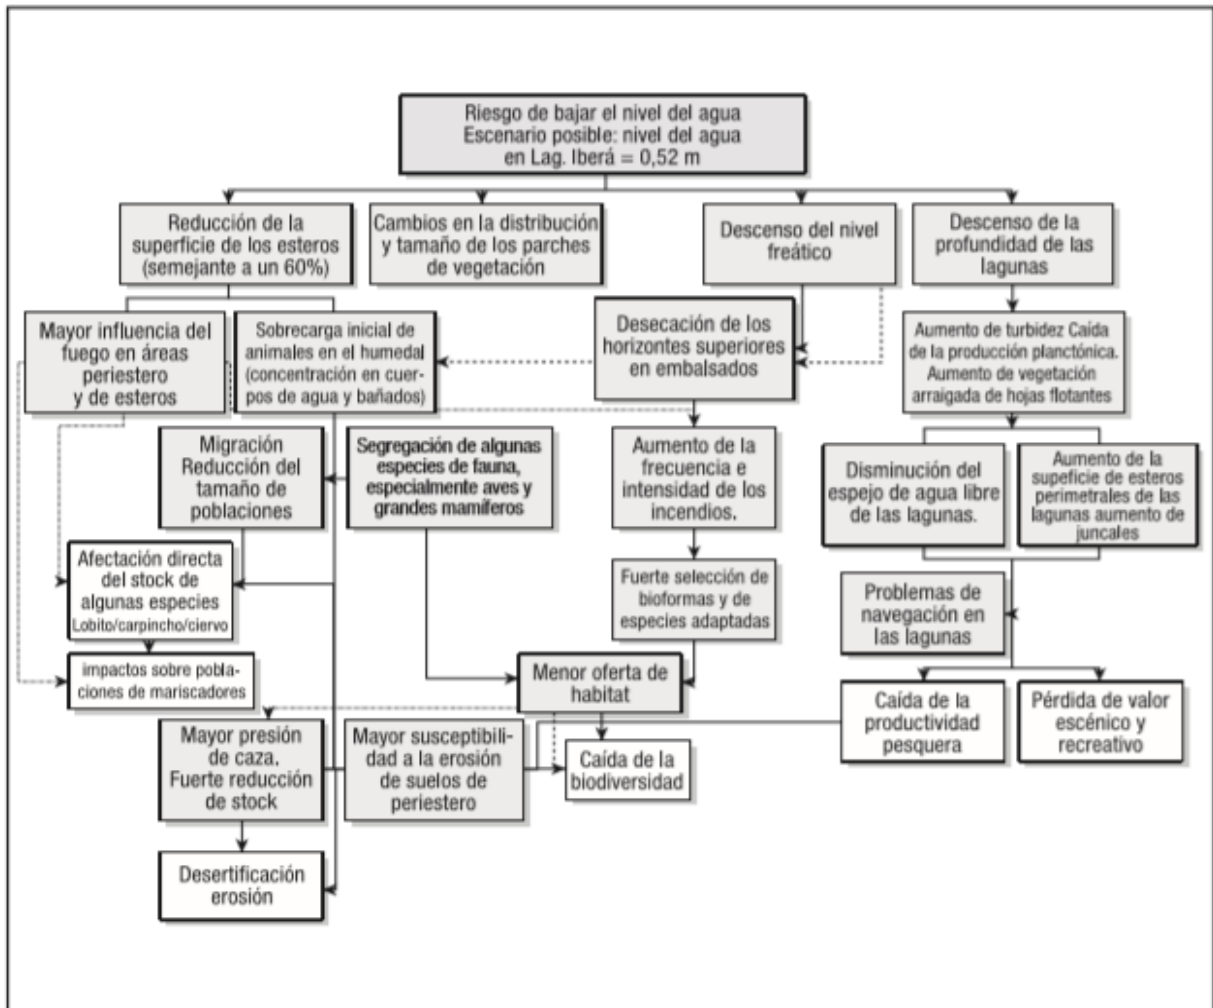 Riesgo de bajar el nivel del agua
Escenario posible: nivel del agua
en Lag. Iberá = 0,52 m
Reducción de la
superficie de los esteros
(semejante a un 60%)
Cambios en la distribución
y tamaño de los parches
de vegetación
Descenso del nivel
freático
Descenso de la
profundidad de las
lagunas
Mayor influencia del
fuego en áreas
periestero
y de esteros
Sobrecarga inicial de
animales en el humedal
(concentración en cuer-
pos de agua y bañados)
Desecación de los
horizontes superiores
en embalsados
Aumento de turbidez Caída
de la producción planctónica.
Aumento de vegetación
arraigada de hojas flotantes
Migración
Reducción del
tamaño de
poblaciones
Segregación de algunas
especies de fauna,
especialmente aves y
grandes mamíferos
Aumento de la
frecuencia e
intensidad de los
incendios.
Disminución del
espejo de agua libre
de las lagunas.
Aumento de la
supeficie de esteros
perimetrales de las
lagunas aumento de
juncales
Afectación directa
del stock de
algunas especies
Lobito/carpincho/ciervo
Fuerte selección de
bioformas y de
especies adaptadas
Problemas de
navegación en
las lagunas
impactos sobre pobla-
ciones de mariscadores
Menor oferta de
habitat
Caída de la
productividad
pesquera
Pérdida de valor
escénico y
recreativo
Mayor presión
de caza.
Fuerte reducción
de stock
Mayor susceptibili-
dad a la erosión
de suelos de
periestero
Caída de la
biodiversidad
Desertificación
erosión